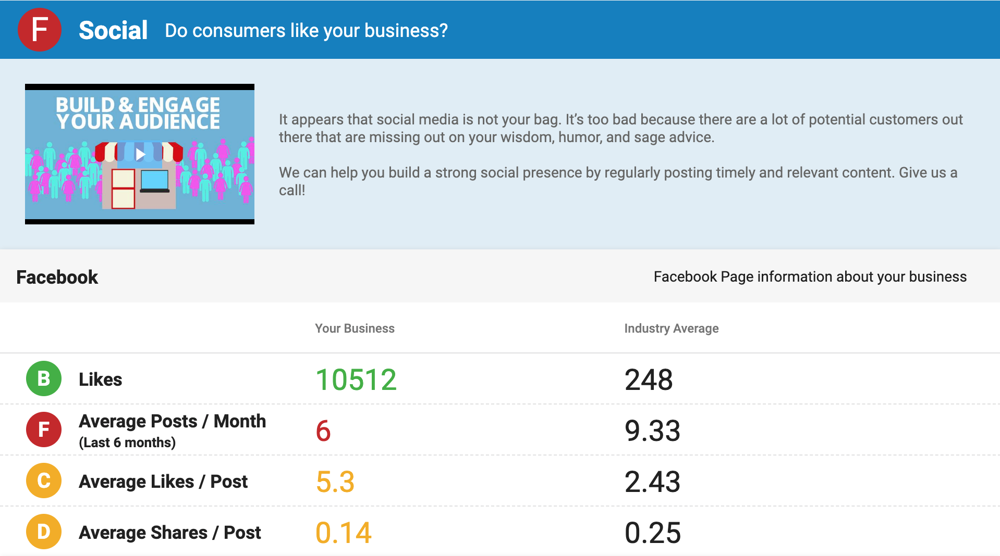 F Social Do consumers like your business?
BUILD & ENGAGE
YOUR AUDIENCE
It appears that social media is not your bag. It’s too bad because there are a lot of potential customers out
there that are missing out on your wisdom, humor, and sage advice.
We can help you build a strong social presence by regularly posting timely and relevant content. Give us a
call!
Facebook Facebook Page information about your business
Your Business Industry Average
B Likes 10512 248
F Average Posts / Month 6 9.33
(Last 6 months)
C Average Likes / Post 5.3 2.43
D Average Shares / Post 0.14 0.25